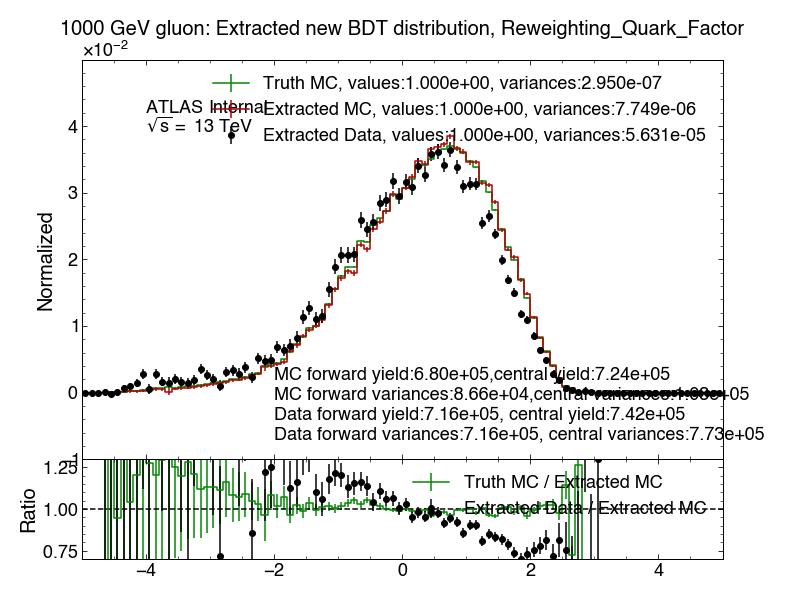 1000 GeV gluon: Extracted new BDT distribution, Reweighting_Quark_Factor
×10⁻²
Truth MC, values:1.000e+00, variances:2.950e-07
ATLAS Internal
Extracted MC, values:1.000e+00, variances:7.749e-06
√s = 13 TeV
Extracted Data, values:1.000e+00, variances:5.631e-05
4
3
2
1
0
Normalized
MC forward yield:6.80e+05,central yield:7.24e+05
MC forward variances:8.66e+04,central variances
Data forward yield:7.16e+05, central yield:7.42e+05
Data forward variances:7.16e+05, central variances:7.73e+05
1.25
1.00
0.75
Ratio
Truth MC / Extracted MC
Extracted Data / Extracted MC
−4
−2
0
2
4